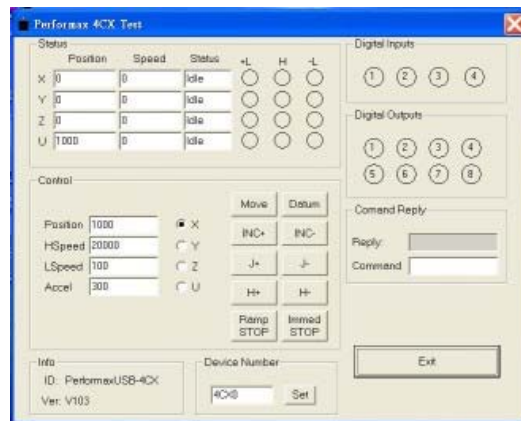 Performax 4CX Test
Status
Position Speed Status +L H -L
X 0 0 Idle
Y 0 0 Idle
Z 0 0 Idle
U 1000 0 Idle
Digital Inputs
1 2 3 4
Digital Outputs
1 2 3 4
5 6 7 8
Control
Position 1000 X
HSpeed 20000 Y
LSpeed 100 Z
Accel 300 U
Move Datum
INC+ INC-
J+ J-
H+ H-
Ramp STOP Immed STOP
Comand Reply
Reply:
Command
Info
ID: PerformaxUSB-4CX
Ver: V103
Device Number
4CX0 Set
Exit